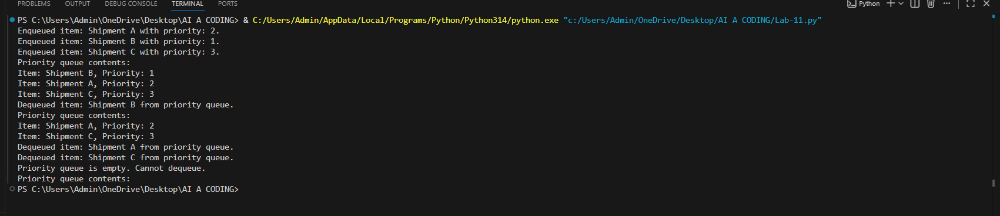 PROBLEMS OUTPUT DEBUG CONSOLE TERMINAL PORTS Python
PS C:\Users\Admin\OneDrive\Desktop\AI A CODING> & C:/Users/Admin/AppData/Local/Programs/Python/Python314/python.exe "c:/Users/Admin/OneDrive/Desktop/AI A CODING/Lab-11.py"
Enqueued item: Shipment A with priority: 2.
Enqueued item: Shipment B with priority: 1.
Enqueued item: Shipment C with priority: 3.
Priority queue contents:
Item: Shipment B, Priority: 1
Item: Shipment A, Priority: 2
Item: Shipment C, Priority: 3
Dequeued item: Shipment B from priority queue.
Priority queue contents:
Item: Shipment A, Priority: 2
Item: Shipment C, Priority: 3
Dequeued item: Shipment A from priority queue.
Dequeued item: Shipment C from priority queue.
Priority queue is empty. Cannot dequeue.
Priority queue contents:
PS C:\Users\Admin\OneDrive\Desktop\AI A CODING>